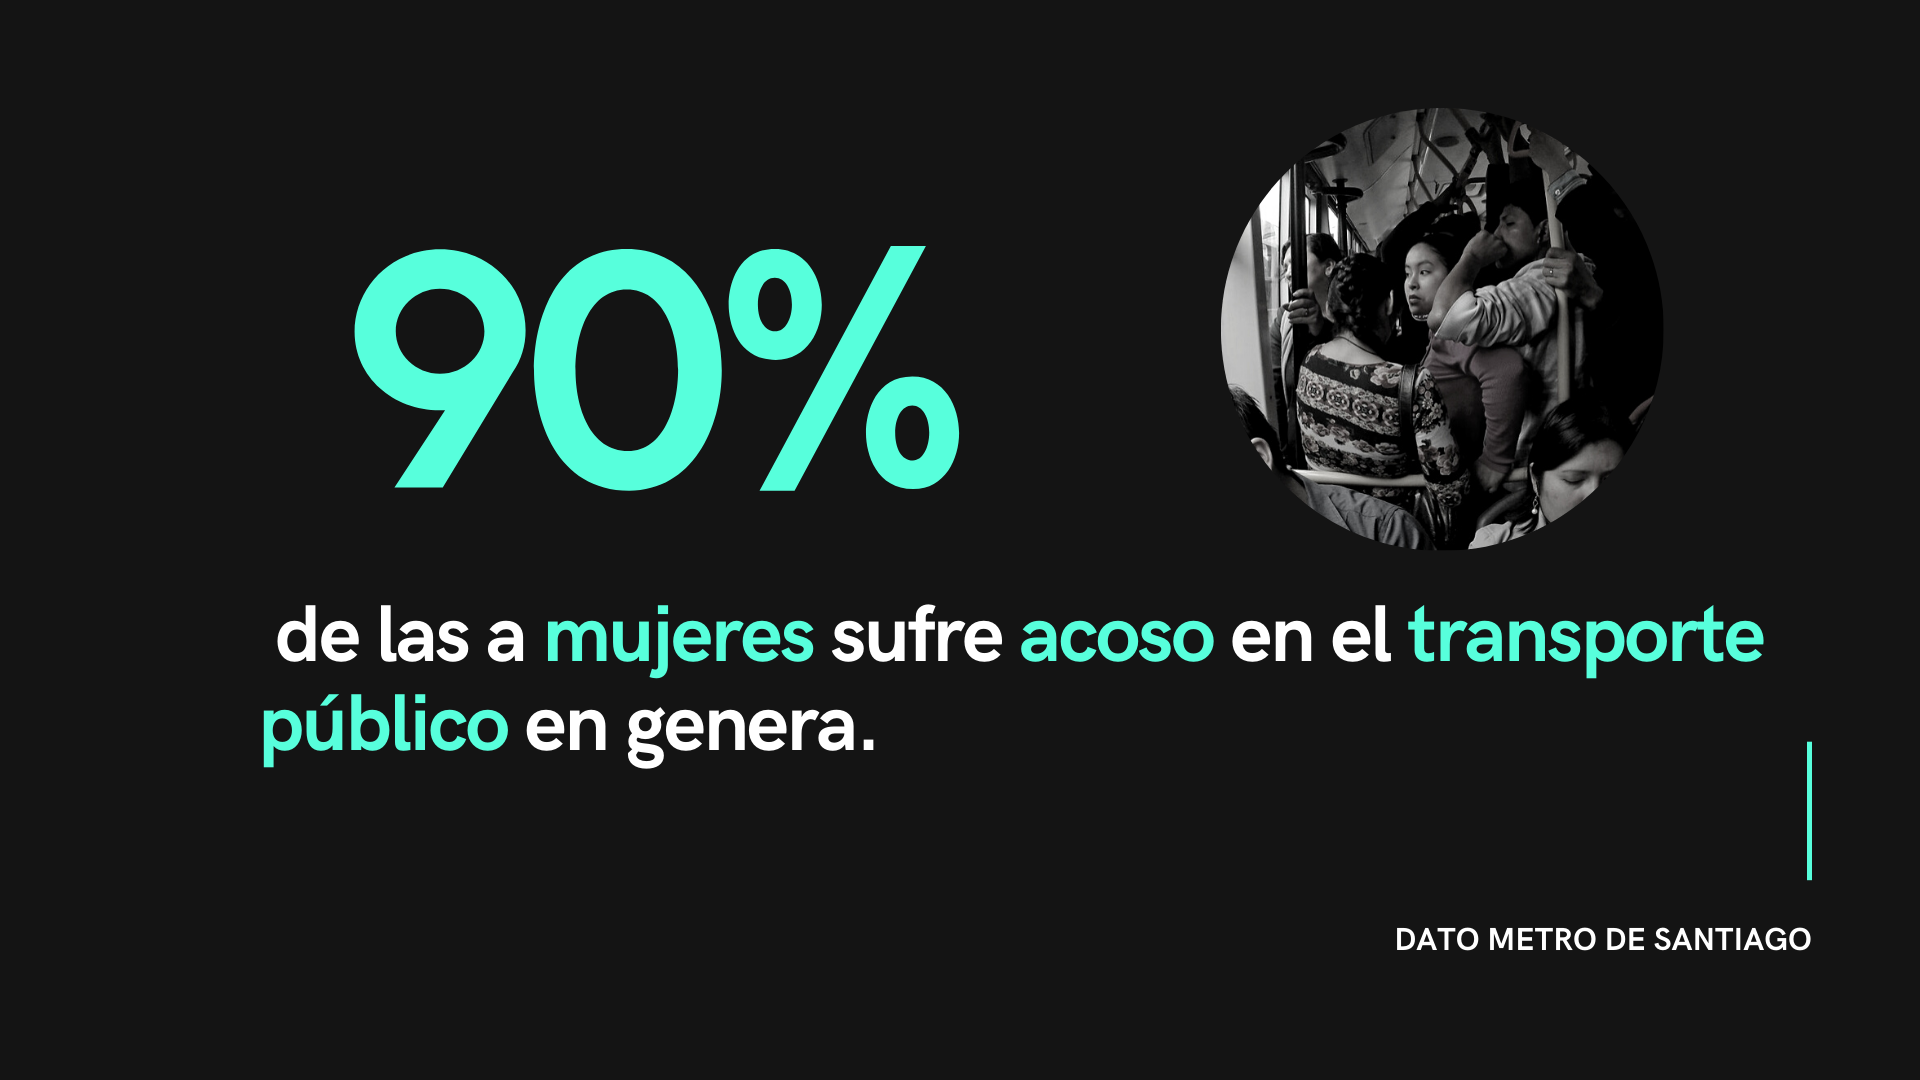 90%
de las a mujeres sufre acoso en el transporte
público en genera.
DATO METRO DE SANTIAGO